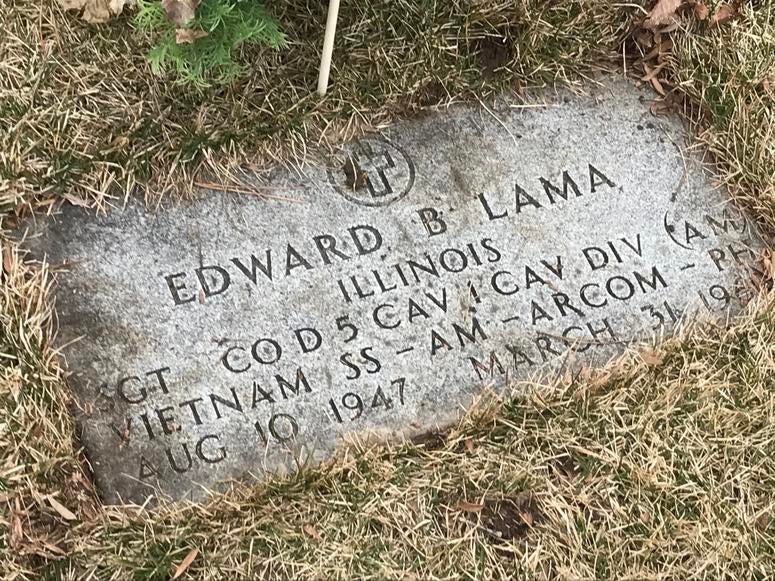 EDWARD B LAMA
ILLINOIS
SGT CO D 5 CAV 1 CAV DIV (AM)
VIETNAM SS - AM - ARCOM - PH
AUG 10 1947 MARCH 31